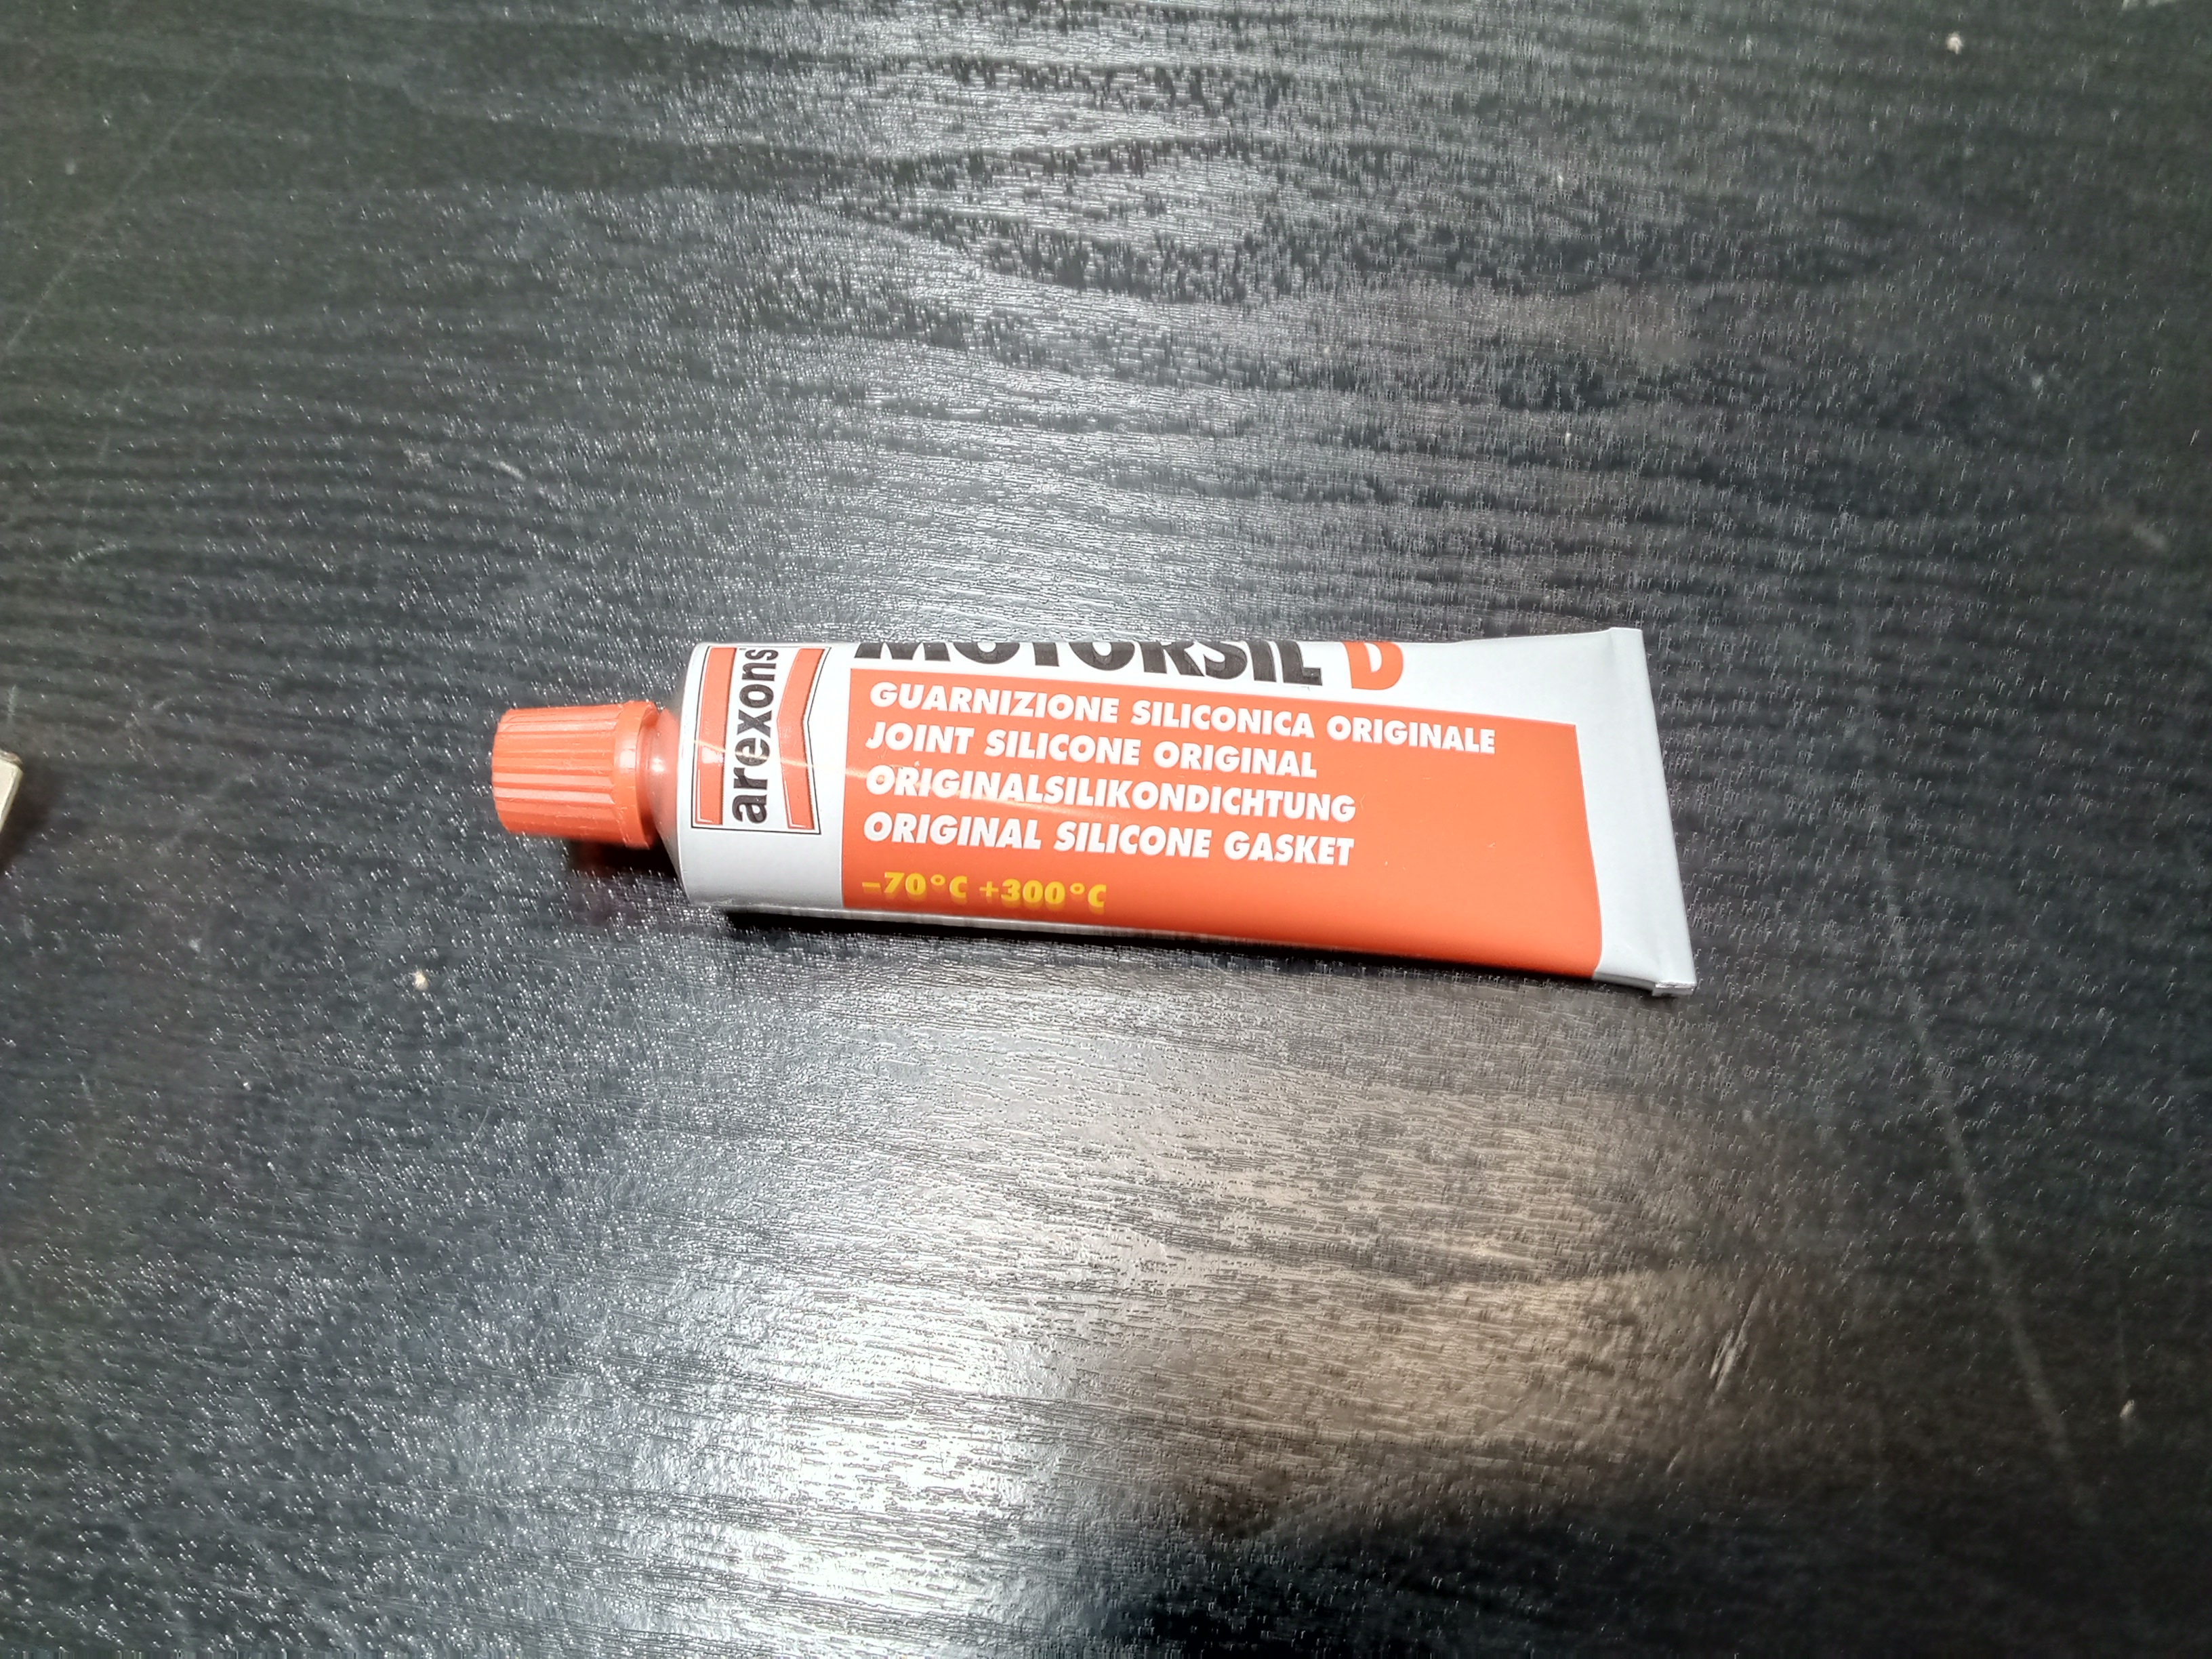 arexons
MOTORSIL D
GUARNIZIONE SILICONICA ORIGINALE
JOINT SILICONE ORIGINAL
ORIGINALSILIKONDICHTUNG
ORIGINAL SILICONE GASKET
–70°C +300°C